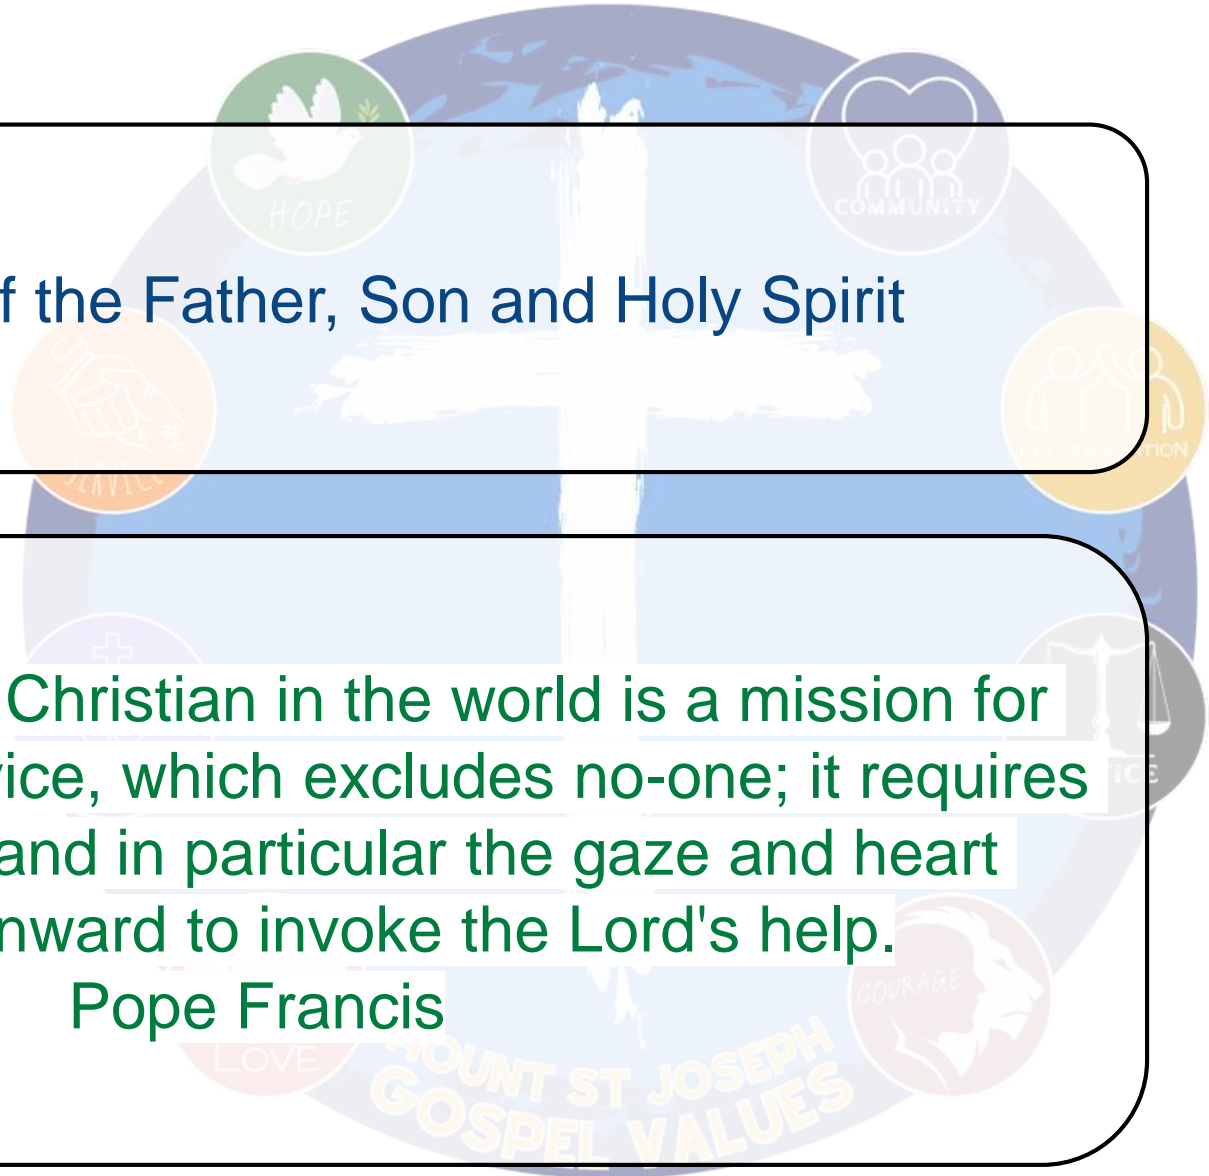 HOPE
COMMUNITY
f the Father, Son and Holy Spirit
SERVICE
RECONCILIATION
Christian in the world is a mission for
vice, which excludes no-one; it requires
ICE
and in particular the gaze and heart
nward to invoke the Lord's help.
COURAGE
Pope Francis
LOVE
MOUNT ST JOSEPH
GOSPEL VALUES